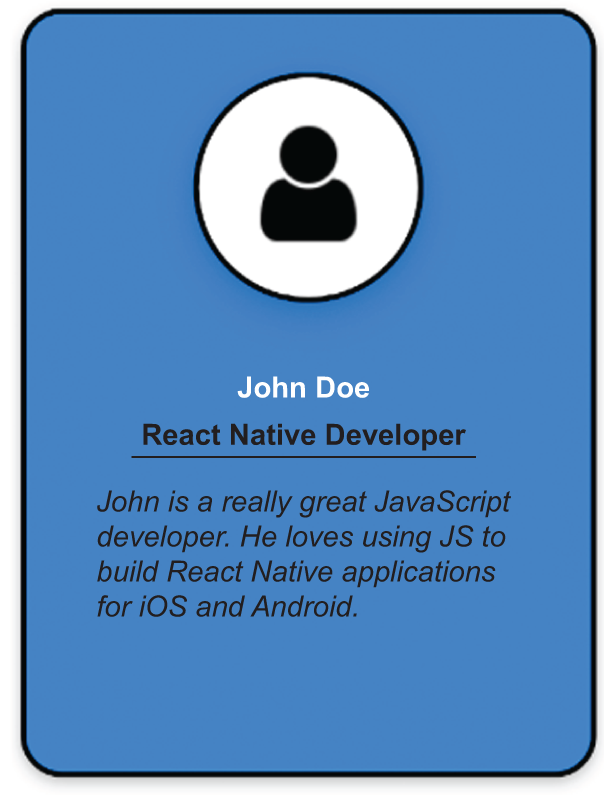 John Doe
React Native Developer
John is a really great JavaScript
developer. He loves using JS to
build React Native applications
for iOS and Android.